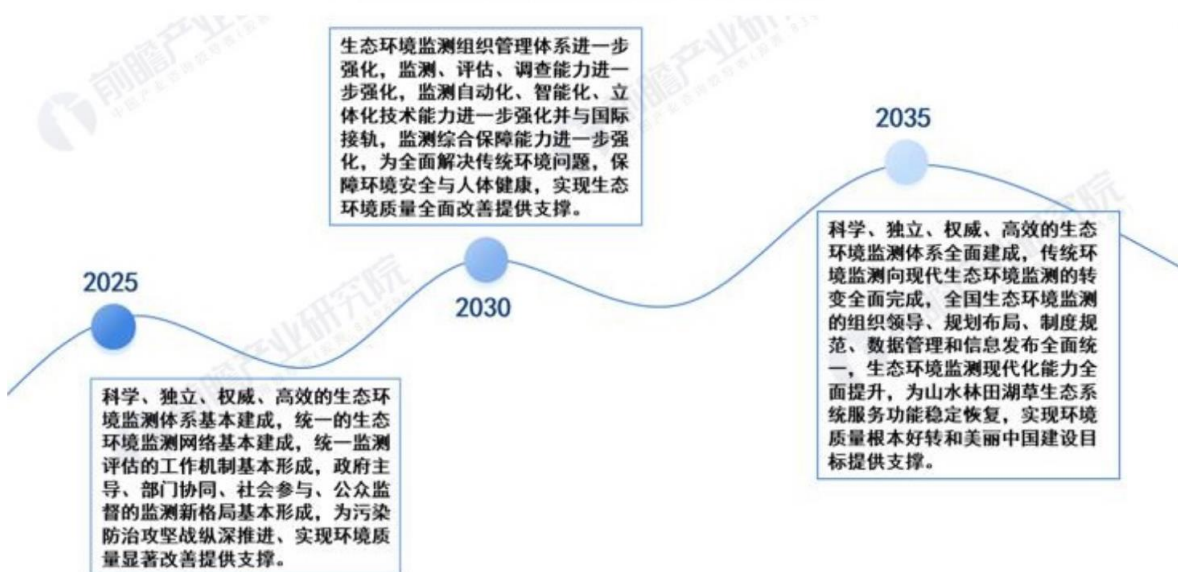 生态环境监测组织管理体系进一步
强化，监测、评估、调查能力进一
步强化，监测自动化、智能化、立
体化技术能力进一步强化并与国际
接轨，监测综合保障能力进一步强
化，为全面解决传统环境问题，保
障环境安全与人体健康，实现生态
环境质量全面改善提供支撑。
2035
科学、独立、权威、高效的生态
环境监测体系全面建成，传统环
境监测向现代生态环境监测的转
变全面完成，全国生态环境监测
的组织领导、规划布局、制度规
范、数据管理和信息发布全面统
一，生态环境监测现代化能力全
面提升，为山水林田湖草生态系
统服务功能稳定恢复，实现环境
质量根本好转和美丽中国建设目
标提供支撑。
2025
2030
科学、独立、权威、高效的生态环
境监测体系基本建成，统一的生态
环境监测网络基本建成，统一监测
评估的工作机制基本形成，政府主
导、部门协同、社会参与、公众监
督的监测新格局基本形成，为污染
防治攻坚战纵深推进、实现环境质
量显著改善提供支撑。
前瞻产业研究院